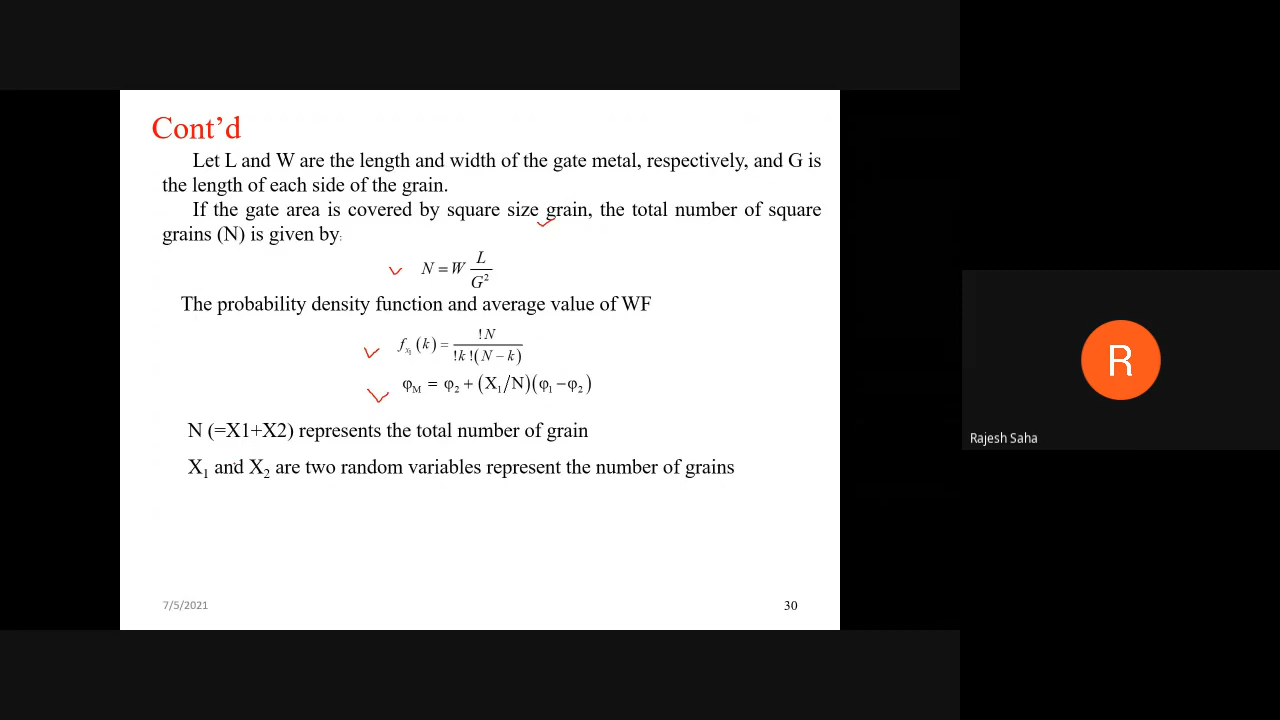 Cont’d
Let L and W are the length and width of the gate metal, respectively, and G is
the length of each side of the grain.
If the gate area is covered by square size grain, the total number of square
grains (N) is given by:
N = W L/G²
The probability density function and average value of WF
fₓ₁(k) = !N/!k !(N − k)
φM = φ₂ + (X₁/N)(φ₁ − φ₂)
N (=X1+X2) represents the total number of grain
X₁ and X₂ are two random variables represent the number of grains
7/5/2021
30
R
Rajesh Saha